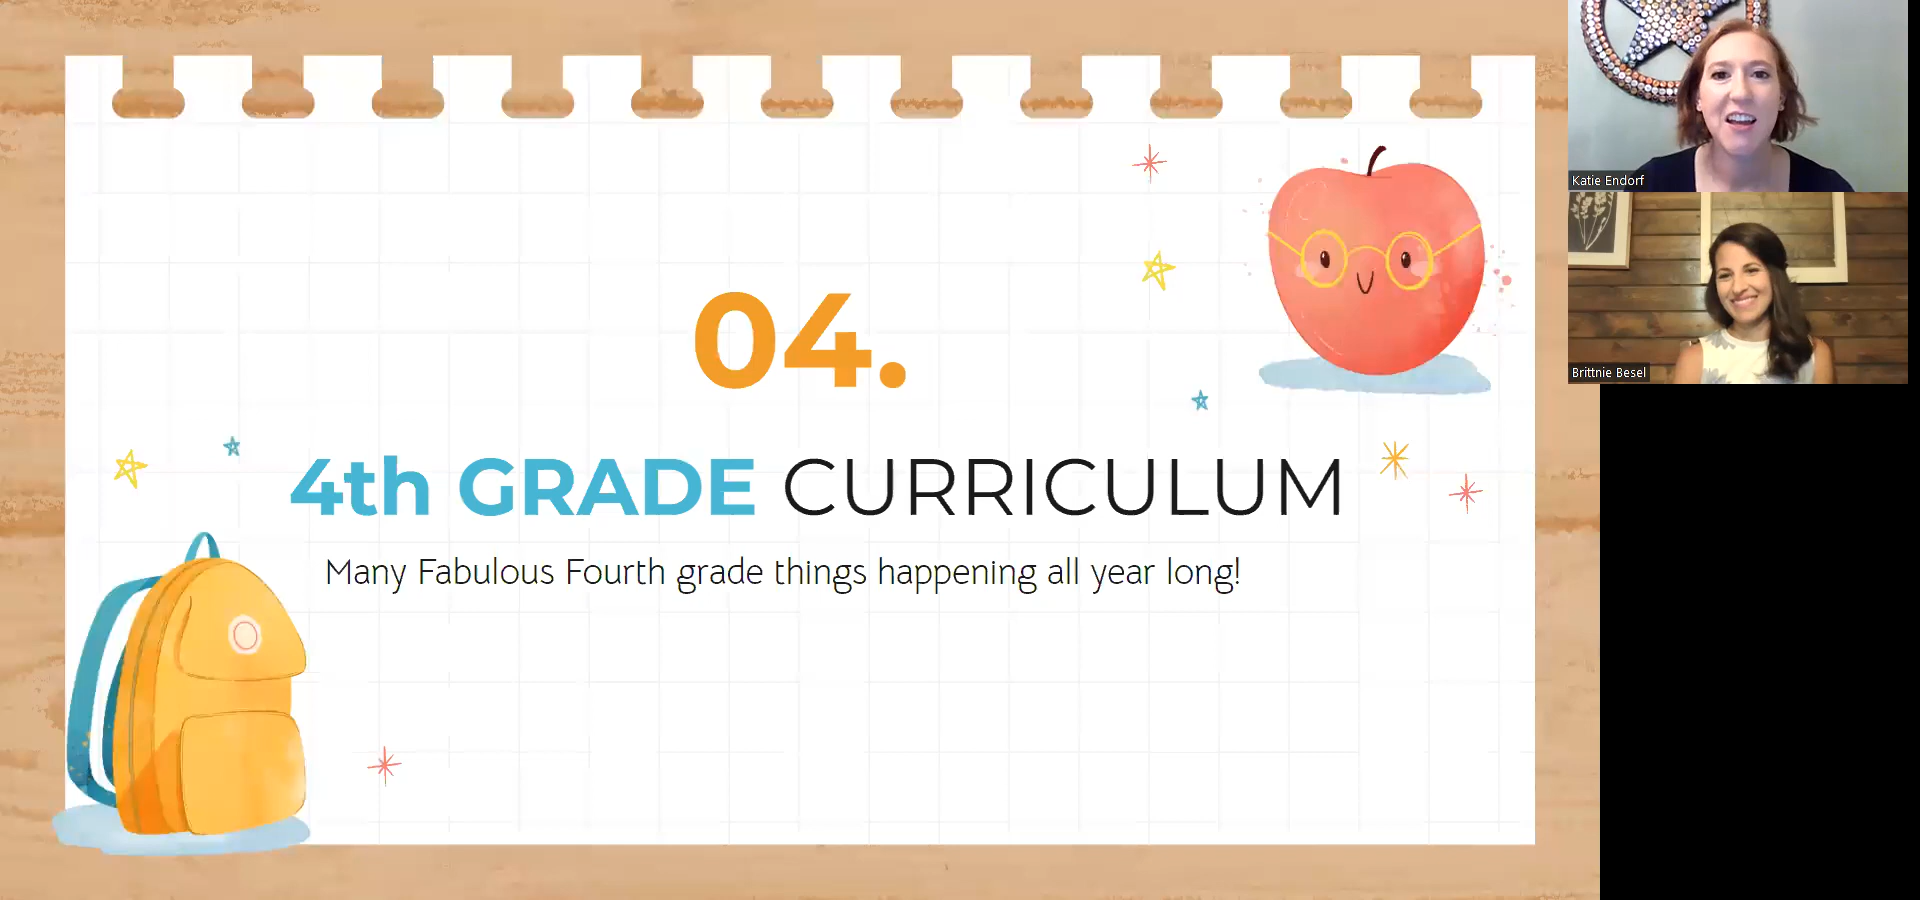 04.
4th GRADE CURRICULUM
Many Fabulous Fourth grade things happening all year long!
Katie Endorf
Brittnie Besel